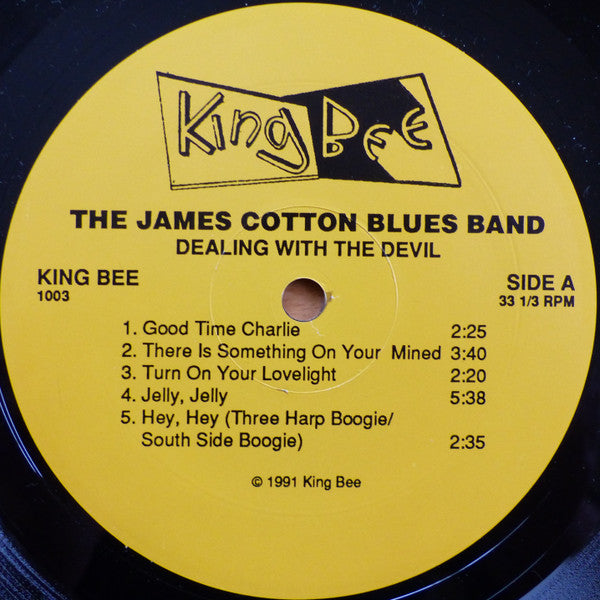 King BEE
THE JAMES COTTON BLUES BAND
DEALING WITH THE DEVIL
KING BEE
1003
SIDE A
33 1/3 RPM
1. Good Time Charlie 2:25
2. There Is Something On Your Mined 3:40
3. Turn On Your Lovelight 2:20
4. Jelly, Jelly 5:38
5. Hey, Hey (Three Harp Boogie/
South Side Boogie) 2:35
© 1991 King Bee